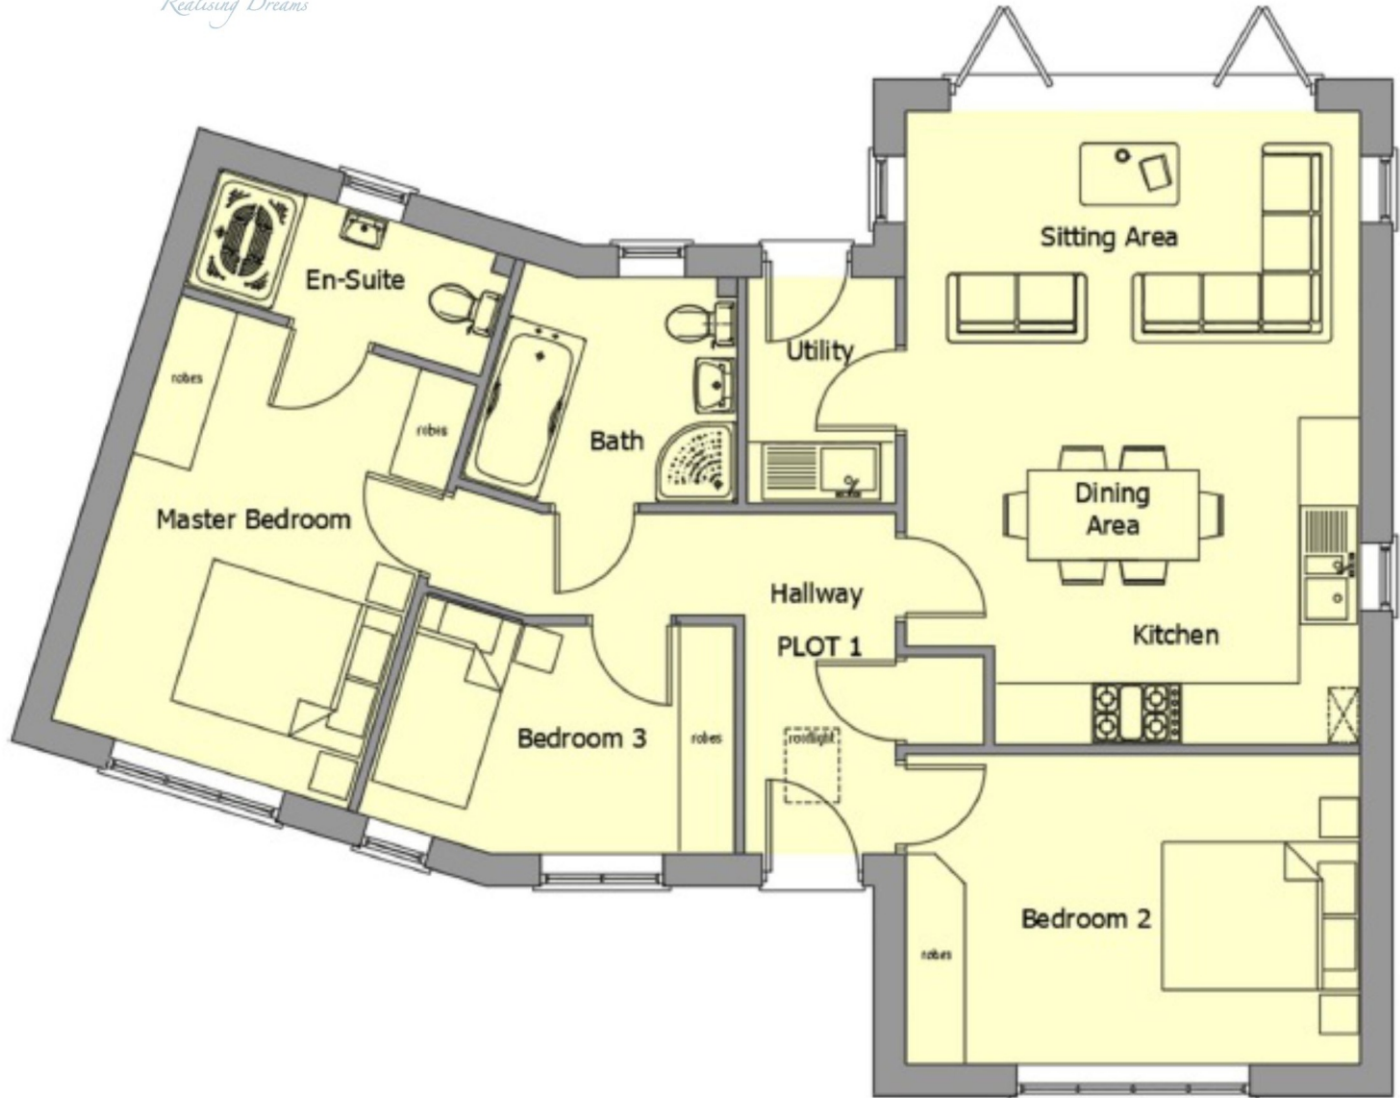 Realising Dreams
Sitting Area
En-Suite
Utility
robes
robes
Bath
Dining
Area
Master Bedroom
Hallway
Kitchen
PLOT 1
Bedroom 3
robes
rooflight
Bedroom 2
robes